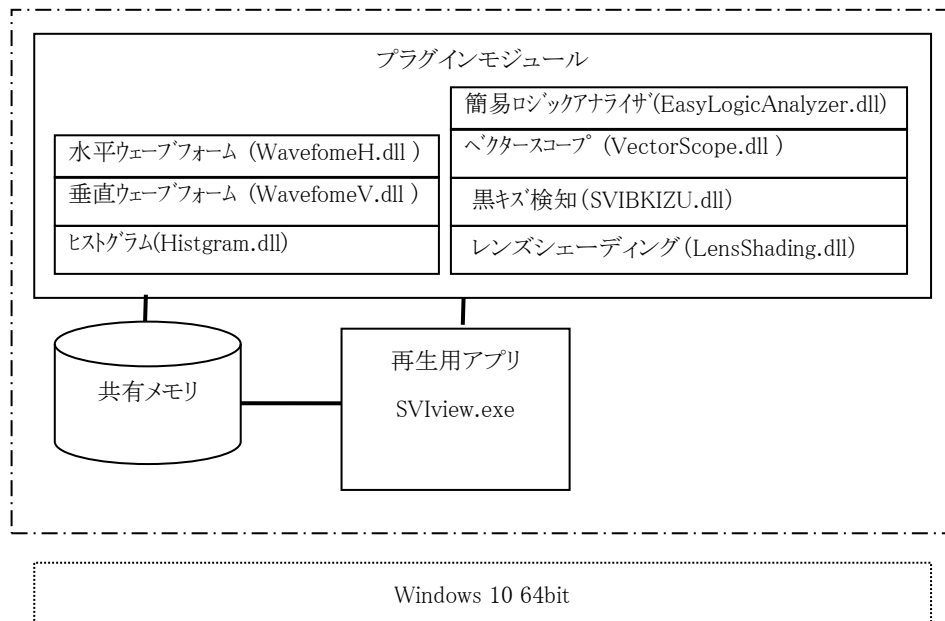 プラグインモジュール
水平ｳｪｰﾌﾞﾌｫｰﾑ (WavefomeH.dll )
垂直ｳｪｰﾌﾞﾌｫｰﾑ (WavefomeV.dll )
ﾋｽﾄｸﾞﾗﾑ(Histgram.dll)
簡易ﾛｼﾞｯｸｱﾅﾗｲｻﾞ(EasyLogicAnalyzer.dll)
ﾍﾞｸﾀｰｽｺｰﾌﾟ (VectorScope.dll )
黒ｷｽﾞ検知(SVIBKIZU.dll)
レンズシェーディング(LensShading.dll)
共有メモリ
再生用アプリ
SVIview.exe
Windows 10 64bit